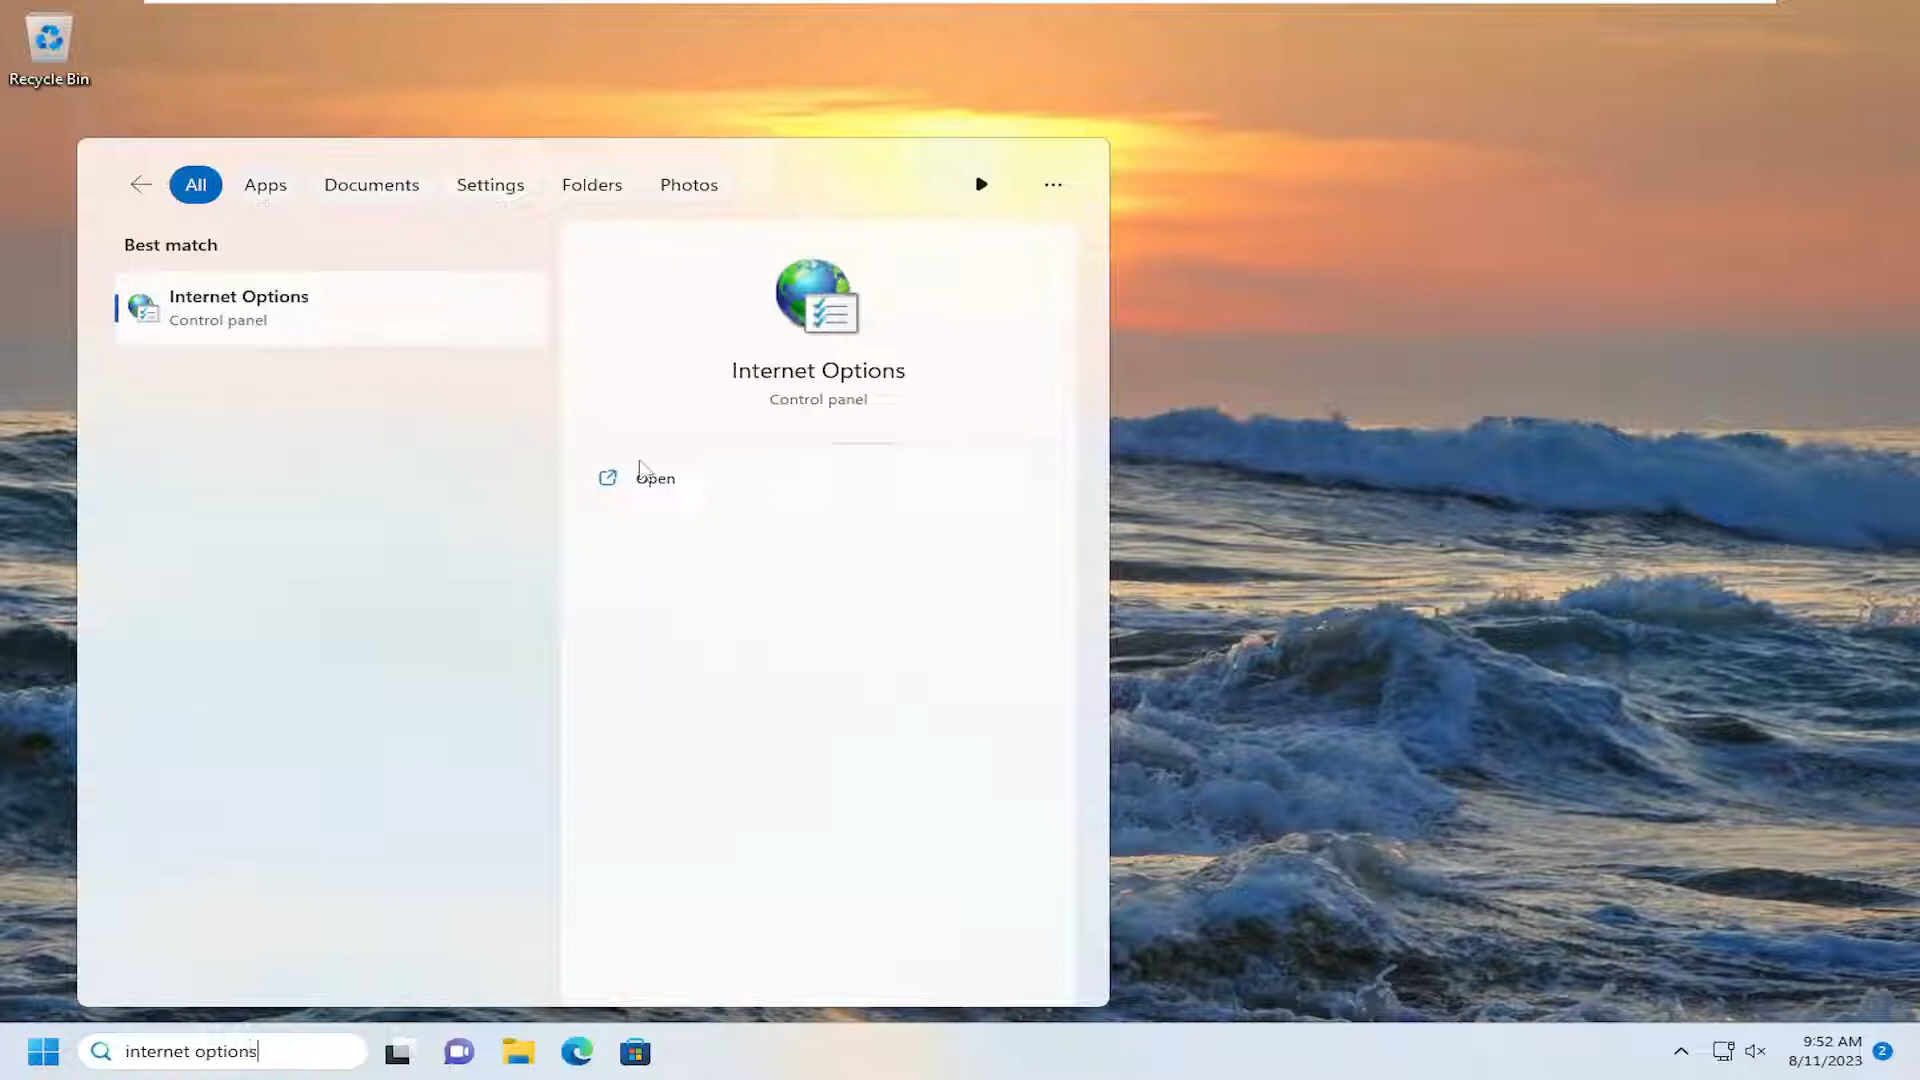 Recycle Bin
All
Apps
Documents
Settings
Folders
Photos
Best match
Internet Options
Control panel
Internet Options
Control panel
Open
internet options
9:52 AM
8/11/2023
2